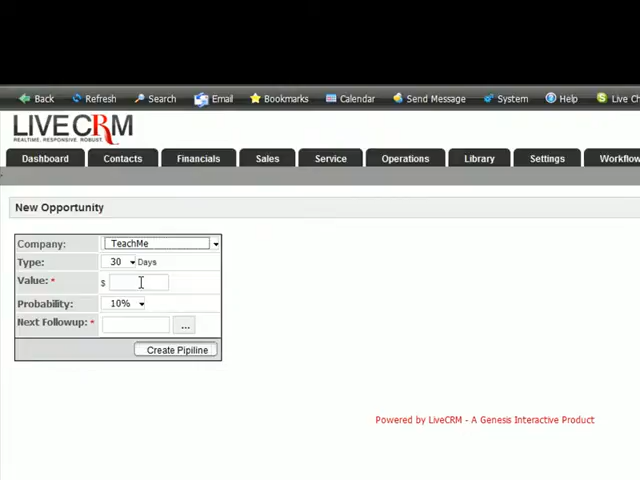 Back Refresh Search Email Bookmarks Calendar Send Message System Help Live Ch
LIVECRM
REALTIME. RESPONSIVE. ROBUST.
Dashboard Contacts Financials Sales Service Operations Library Settings Workflow
New Opportunity
Company: TeachMe
Type: 30 Days
Value: * $
Probability: 10%
Next Followup: * ...
Create Pipiline
Powered by LiveCRM - A Genesis Interactive Product